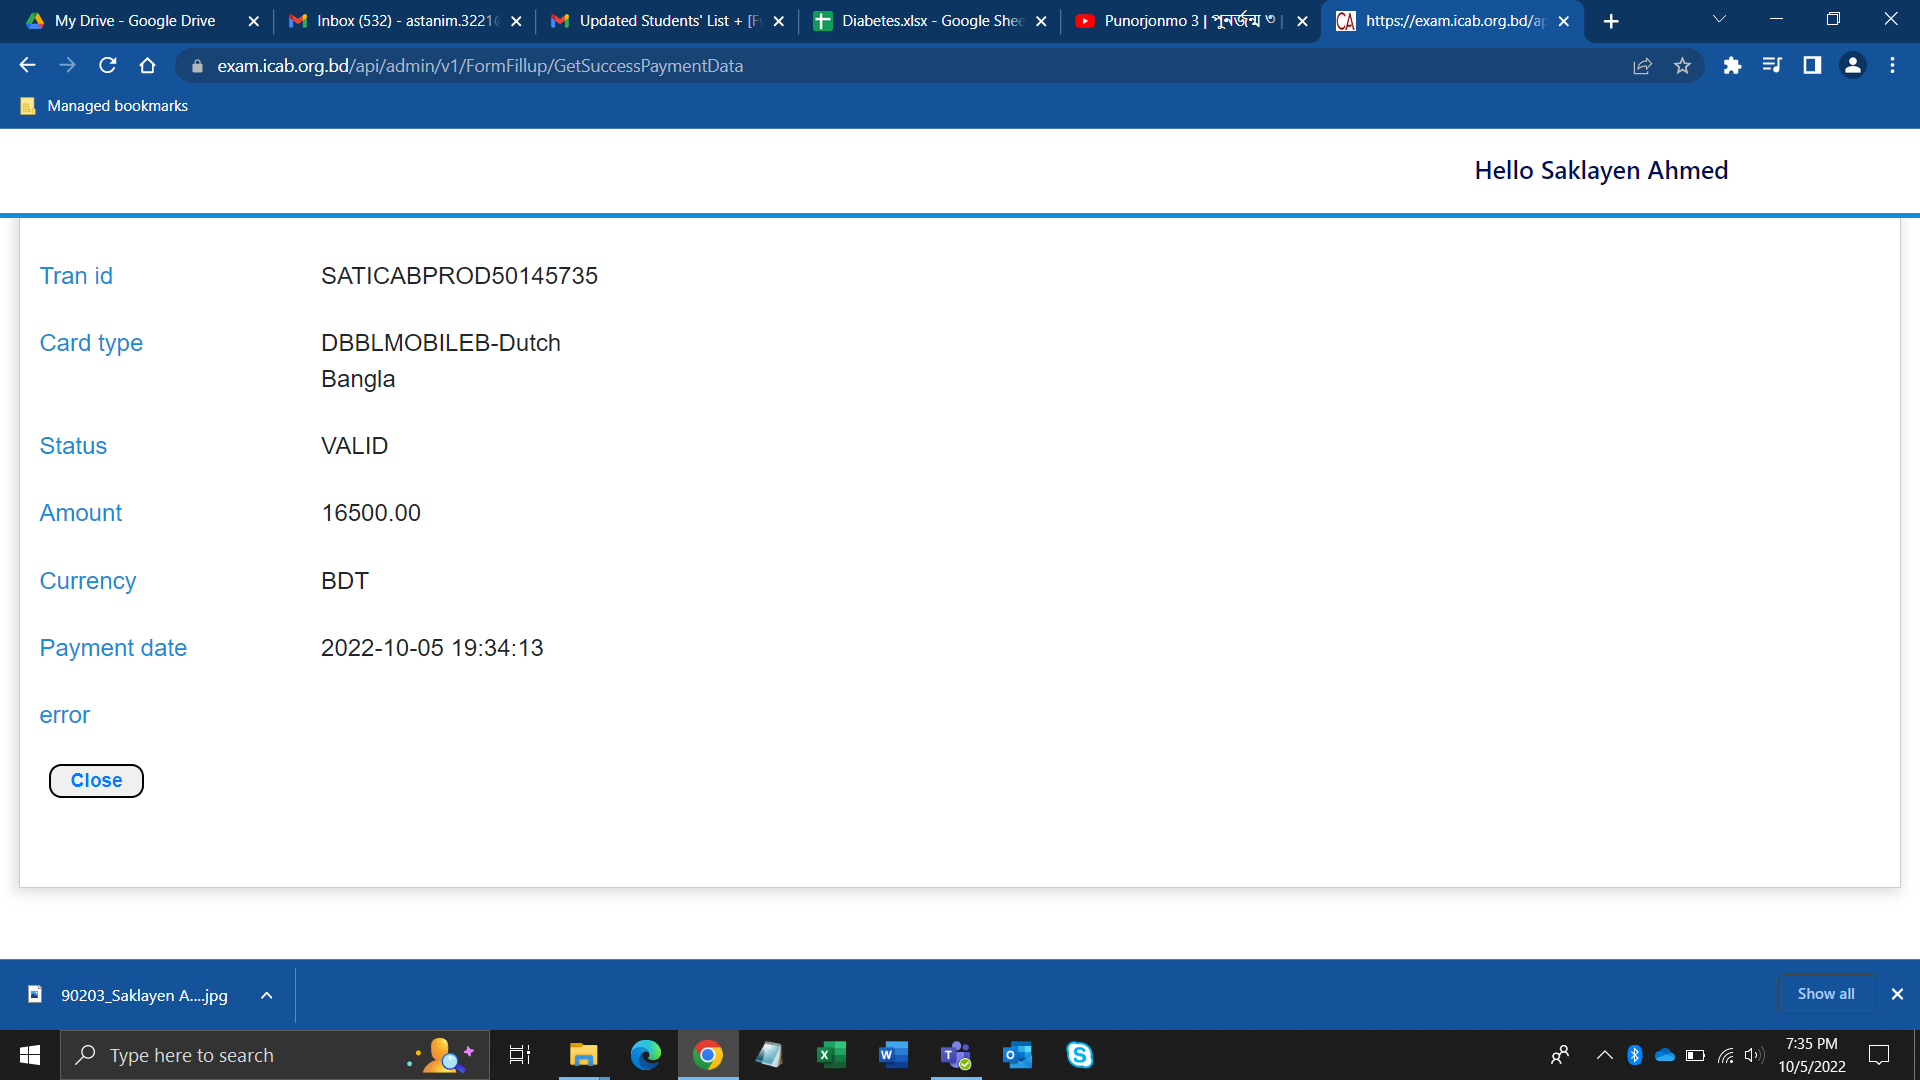 My Drive - Google Drive
Inbox (532) - astanim.3221@
Updated Students' List + [Fw
Diabetes.xlsx - Google Shee
Punorjonmo 3 | পুনর্জন্ম ৩ |
CA
https://exam.icab.org.bd/ap
exam.icab.org.bd/api/admin/v1/FormFillup/GetSuccessPaymentData
Managed bookmarks
Hello Saklayen Ahmed
Tran id SATICABPROD50145735
Card type DBBLMOBILEB-Dutch
Bangla
Status VALID
Amount 16500.00
Currency BDT
Payment date 2022-10-05 19:34:13
error
Close
90203_Saklayen A....jpg
Show all
Type here to search
7:35 PM
10/5/2022